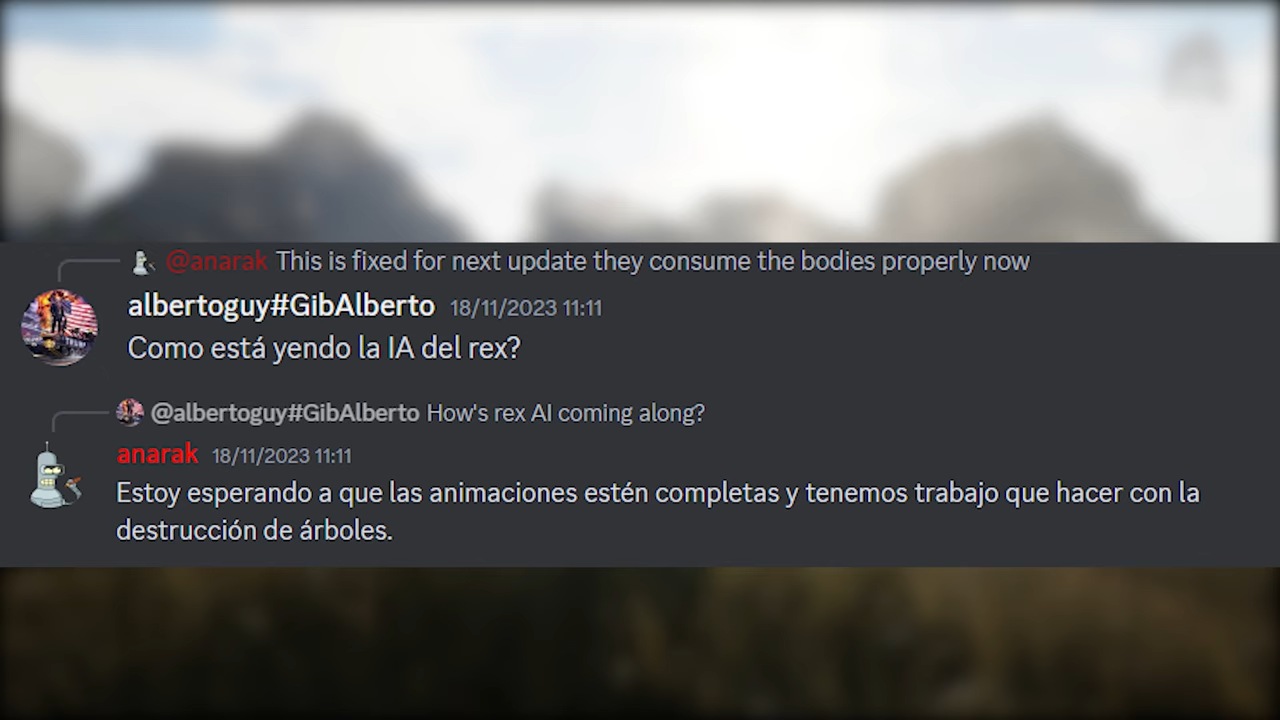 @anarak This is fixed for next update they consume the bodies properly now
albertoguy#GibAlberto 18/11/2023 11:11
Como está yendo la IA del rex?
@albertoguy#GibAlberto How's rex AI coming along?
anarak 18/11/2023 11:11
Estoy esperando a que las animaciones estén completas y tenemos trabajo que hacer con la
destrucción de árboles.